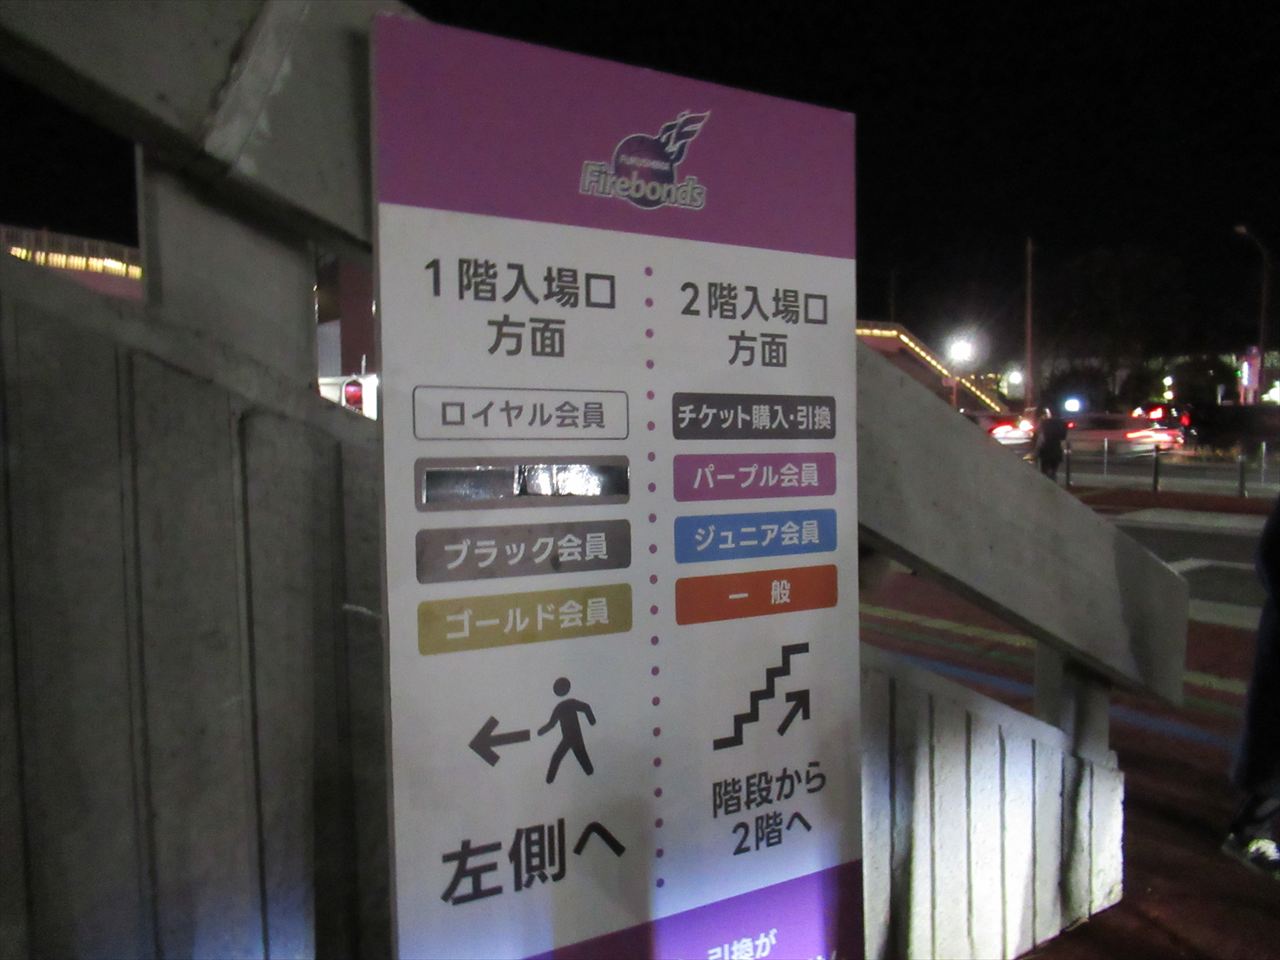 FUKUSHIMA
Firebonds
1階入場口
方面
ロイヤル会員
ブラック会員
ゴールド会員
左側へ
2階入場口
方面
チケット購入・引換
パープル会員
ジュニア会員
一 般
階段から
2階へ
引換が